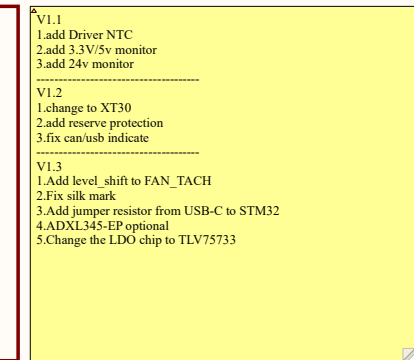 V1.1
1.add Driver NTC
2.add 3.3V/5v monitor
3.add 24v monitor
-------------------------------------
V1.2
1.change to XT30
2.add reserve protection
3.fix can/usb indicate
-------------------------------------
V1.3
1.Add level_shift to FAN_TACH
2.Fix silk mark
3.Add jumper resistor from USB-C to STM32
4.ADXL345-EP optional
5.Change the LDO chip to TLV75733